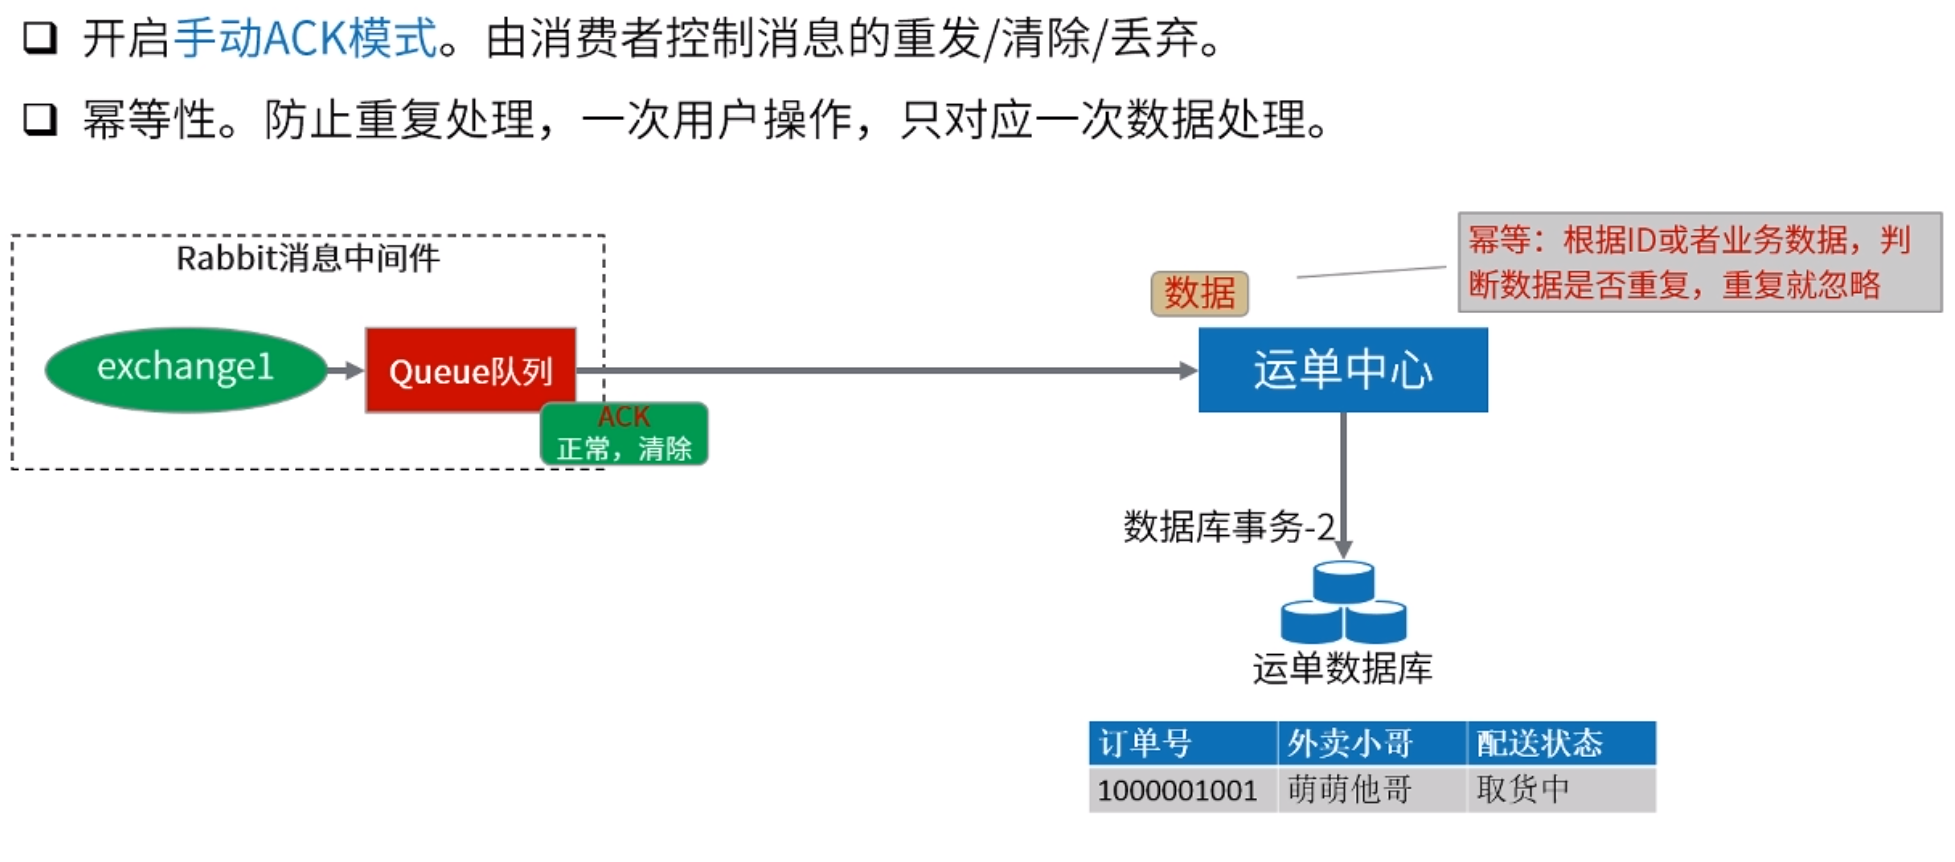 开启手动ACK模式。由消费者控制消息的重发/清除/丢弃。
幂等性。防止重复处理，一次用户操作，只对应一次数据处理。
Rabbit消息中间件
exchange1
Queue队列
ACK
正常，清除
数据
幂等：根据ID或者业务数据，判
断数据是否重复，重复就忽略
运单中心
数据库事务-2
运单数据库
订单号 外卖小哥 配送状态
1000001001 萌萌他哥 取货中